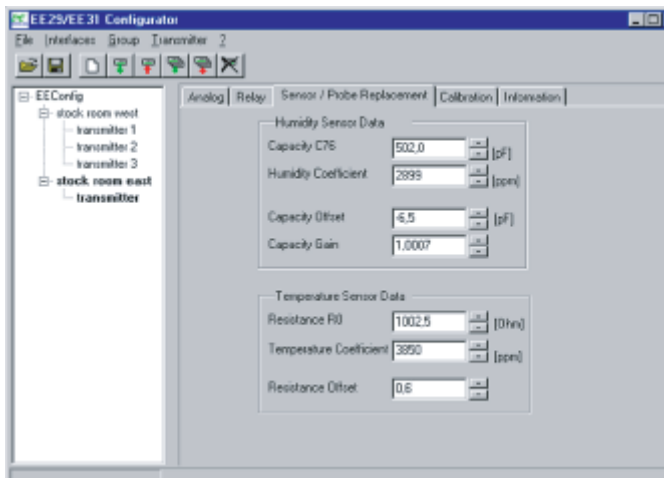 EE29/EE31 Configurator
File Interfaces Group Transmitter ?
EEConfig
stock room west
transmitter 1
transmitter 2
transmitter 3
stock room east
transmitter
Analog Relay Sensor / Probe Replacement Calibration Information
Humidity Sensor Data
Capacity C76 502,0 [pF]
Humidity Coefficient 2899 [ppm]
Capacity Offset -6,5 [pF]
Capacity Gain 1,0007
Temperature Sensor Data
Resistance R0 1002,5 [Ohm]
Temperature Coefficient 3850 [ppm]
Resistance Offset 0,6